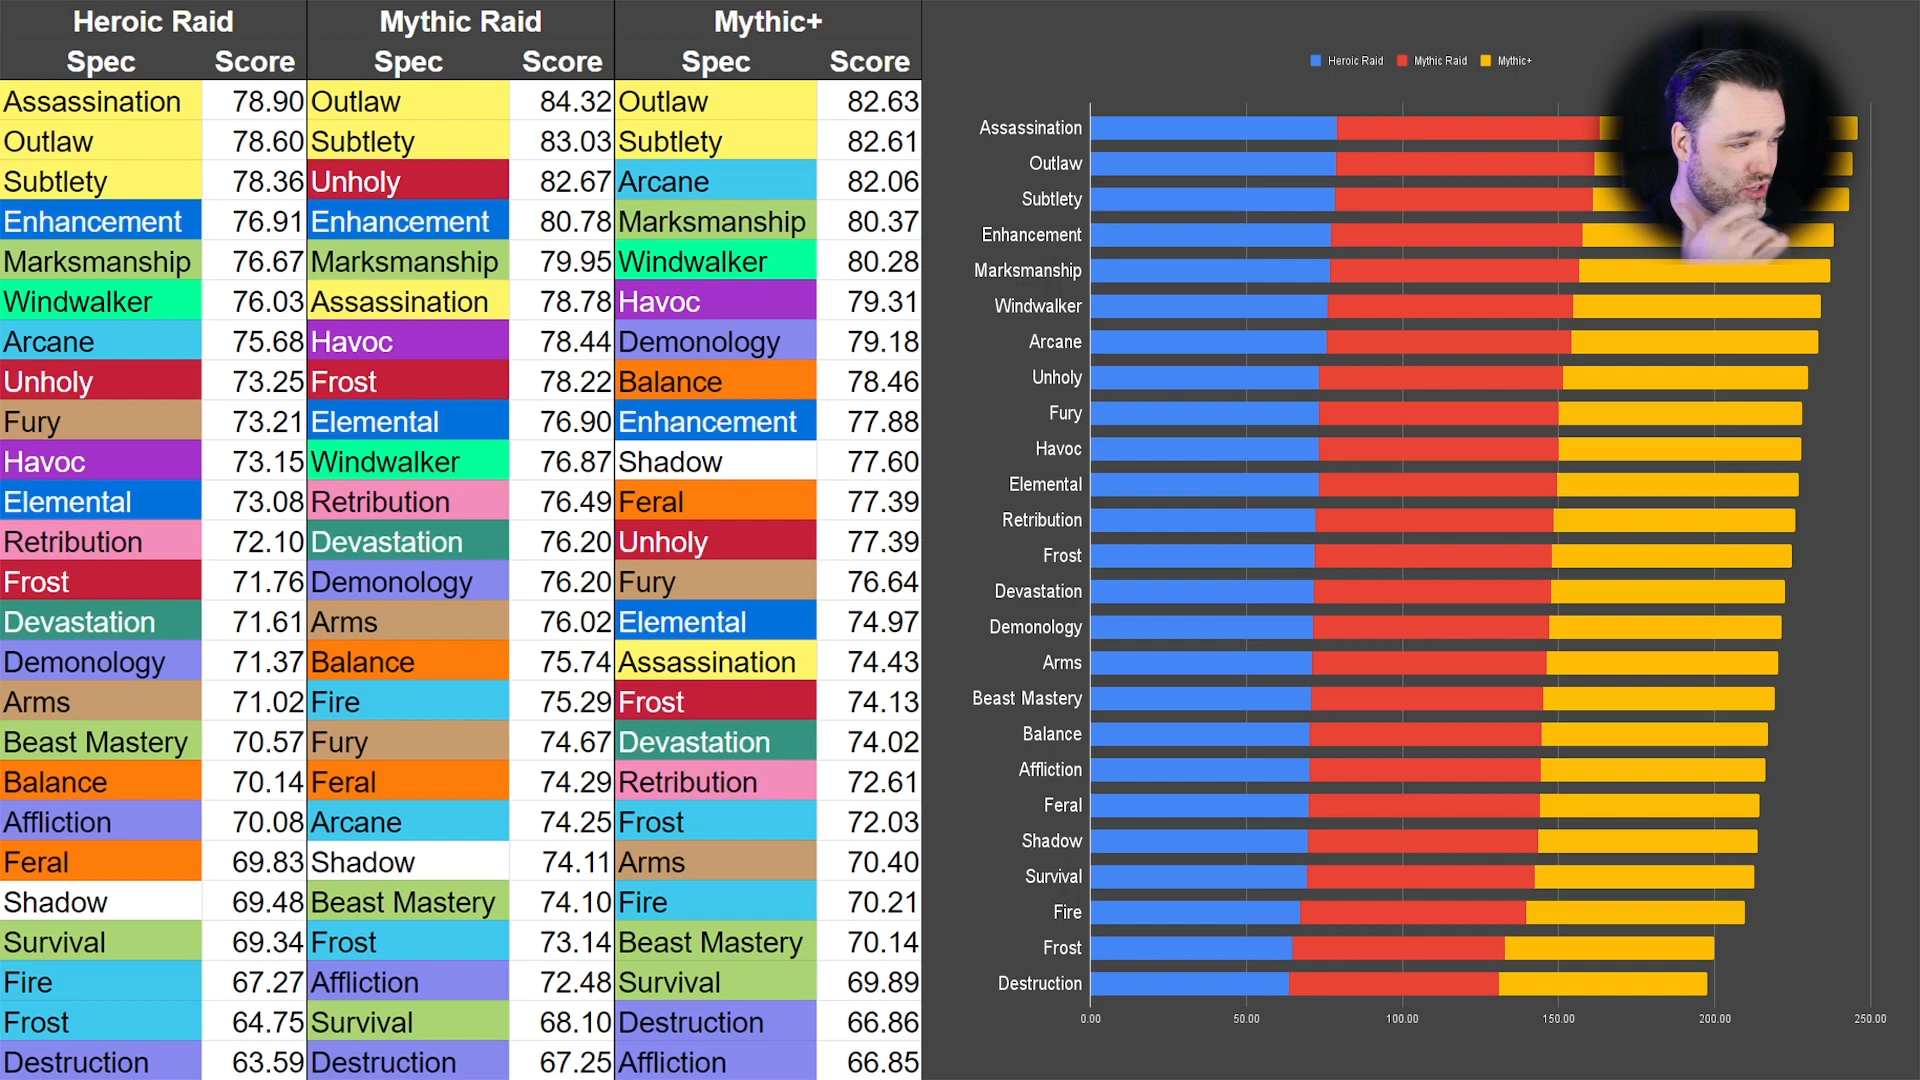 Heroic Raid Mythic Raid Mythic+
Spec Score Spec Score Spec Score
Assassination 78.90 Outlaw 84.32 Outlaw 82.63
Outlaw 78.60 Subtlety 83.03 Subtlety 82.61
Subtlety 78.36 Unholy 82.67 Arcane 82.06
Enhancement 76.91 Enhancement 80.78 Marksmanship 80.37
Marksmanship 76.67 Marksmanship 79.95 Windwalker 80.28
Windwalker 76.03 Assassination 78.78 Havoc 79.31
Arcane 75.68 Havoc 78.44 Demonology 79.18
Unholy 73.25 Frost 78.22 Balance 78.46
Fury 73.21 Elemental 76.90 Enhancement 77.88
Havoc 73.15 Windwalker 76.87 Shadow 77.60
Elemental 73.08 Retribution 76.49 Feral 77.39
Retribution 72.10 Devastation 76.20 Unholy 77.39
Frost 71.76 Demonology 76.20 Fury 76.64
Devastation 71.61 Arms 76.02 Elemental 74.97
Demonology 71.37 Balance 75.74 Assassination 74.43
Arms 71.02 Fire 75.29 Frost 74.13
Beast Mastery 70.57 Fury 74.67 Devastation 74.02
Balance 70.14 Feral 74.29 Retribution 72.61
Affliction 70.08 Arcane 74.25 Frost 72.03
Feral 69.83 Shadow 74.11 Arms 70.40
Shadow 69.48 Beast Mastery 74.10 Fire 70.21
Survival 69.34 Frost 73.14 Beast Mastery 70.14
Fire 67.27 Affliction 72.48 Survival 69.89
Frost 64.75 Survival 68.10 Destruction 66.86
Destruction 63.59 Destruction 67.25 Affliction 66.85
Heroic Raid Mythic Raid Mythic+
Assassination
Outlaw
Subtlety
Enhancement
Marksmanship
Windwalker
Arcane
Unholy
Fury
Havoc
Elemental
Retribution
Frost
Devastation
Demonology
Arms
Beast Mastery
Balance
Affliction
Feral
Shadow
Survival
Fire
Frost
Destruction
0.00 50.00 100.00 150.00 200.00 250.00